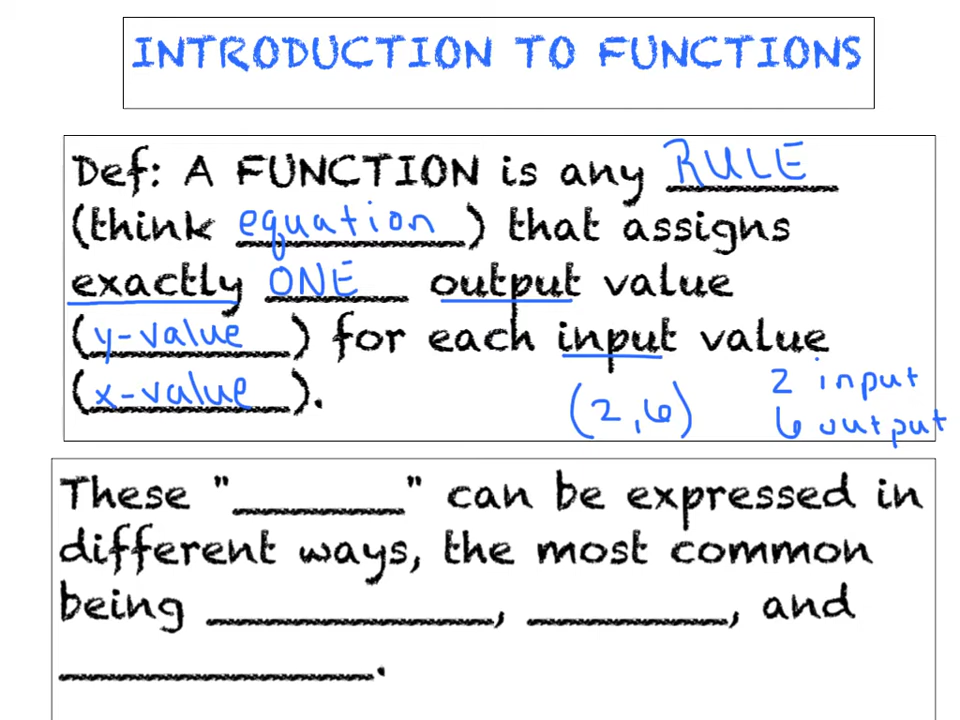 INTRODUCTION TO FUNCTIONS
Def: A FUNCTION is any RULE
(think equation) that assigns
exactly ONE output value
(y-value) for each input value
(x-value).
(2,6)
2 input
6 output
These "______" can be expressed in
different ways, the most common
being __________, _______, and
___________.